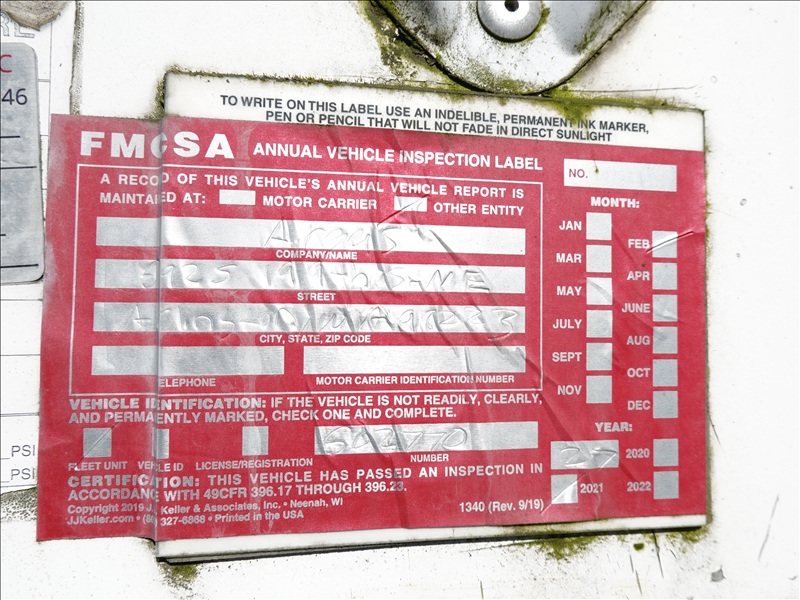 RE
C
46
TO WRITE ON THIS LABEL USE AN INDELIBLE, PERMANENT INK MARKER,
PEN OR PENCIL THAT WILL NOT FADE IN DIRECT SUNLIGHT
FMCSA ANNUAL VEHICLE INSPECTION LABEL
NO.
A RECOD OF THIS VEHICLE'S ANNUAL VEHICLE REPORT IS
MAINTAIED AT: MOTOR CARRIER OTHER ENTITY
COMPANY/NAME
STREET
CITY, STATE, ZIP CODE
ELEPHONE MOTOR CARRIER IDENTIFICATION NUMBER
MONTH:
JAN FEB
MAR APR
MAY JUNE
JULY AUG
SEPT OCT
NOV DEC
VEHICLE IDENTIFICATION: IF THE VEHICLE IS NOT READILY, CLEARLY,
AND PERMAENTLY MARKED, CHECK ONE AND COMPLETE.
NUMBER
FLEET UNIT VEHICLE ID LICENSE/REGISTRATION
YEAR:
2020
2021 2022
CERTIFICATION: THIS VEHICLE HAS PASSED AN INSPECTION IN
ACCORDANCE WITH 49CFR 396.17 THROUGH 396.23.
Copyright 2019 J. Keller & Associates, Inc. • Neenah, WI
JJKeller.com • (80 327-6868 • Printed in the USA
1340 (Rev. 9/19)
PSI
PSI